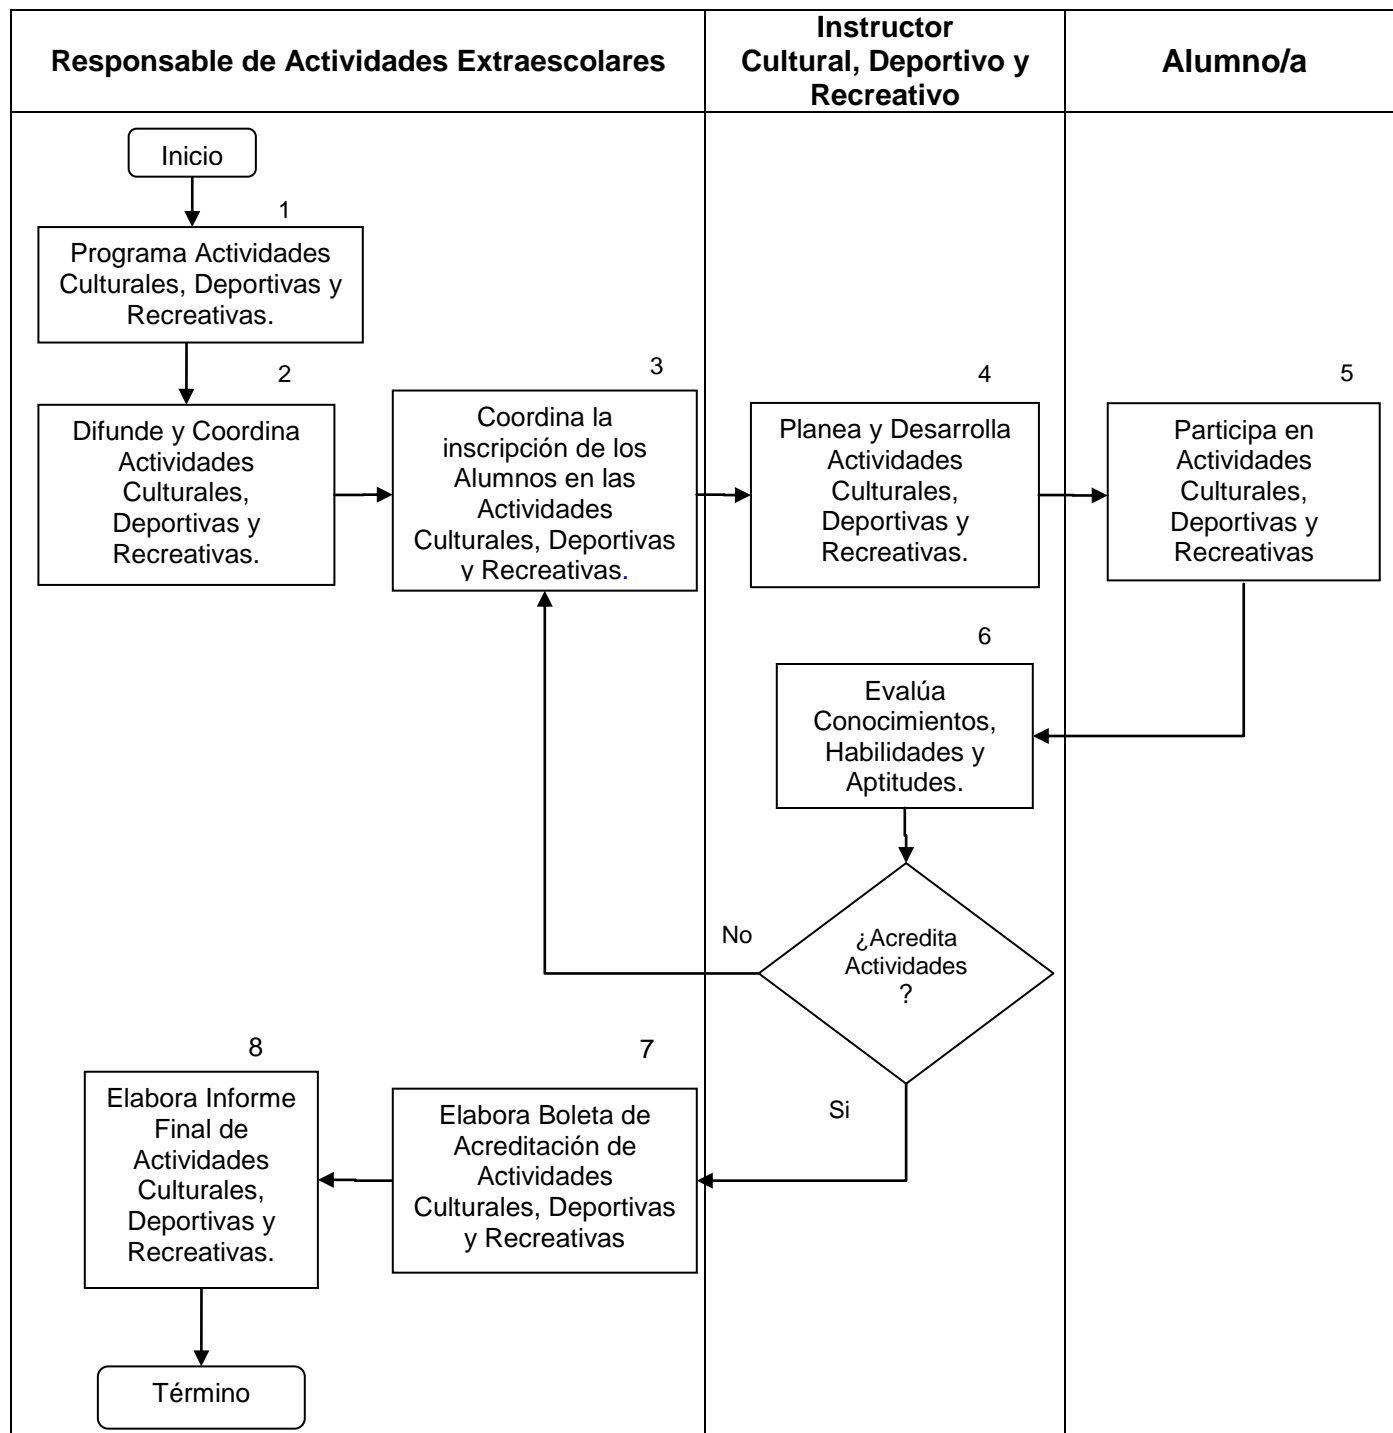 Responsable de Actividades Extraescolares
Instructor
Cultural, Deportivo y
Recreativo
Alumno/a
Inicio
1
Programa Actividades
Culturales, Deportivas y
Recreativas.
2
Difunde y Coordina
Actividades
Culturales,
Deportivas y
Recreativas.
3
Coordina la
inscripción de los
Alumnos en las
Actividades
Culturales, Deportivas
y Recreativas.
4
Planea y Desarrolla
Actividades
Culturales,
Deportivas y
Recreativas.
5
Participa en
Actividades
Culturales,
Deportivas y
Recreativas
6
Evalúa
Conocimientos,
Habilidades y
Aptitudes.
No
¿Acredita
Actividades
?
Si
7
Elabora Boleta de
Acreditación de
Actividades
Culturales, Deportivas
y Recreativas
8
Elabora Informe
Final de
Actividades
Culturales,
Deportivas y
Recreativas.
Término